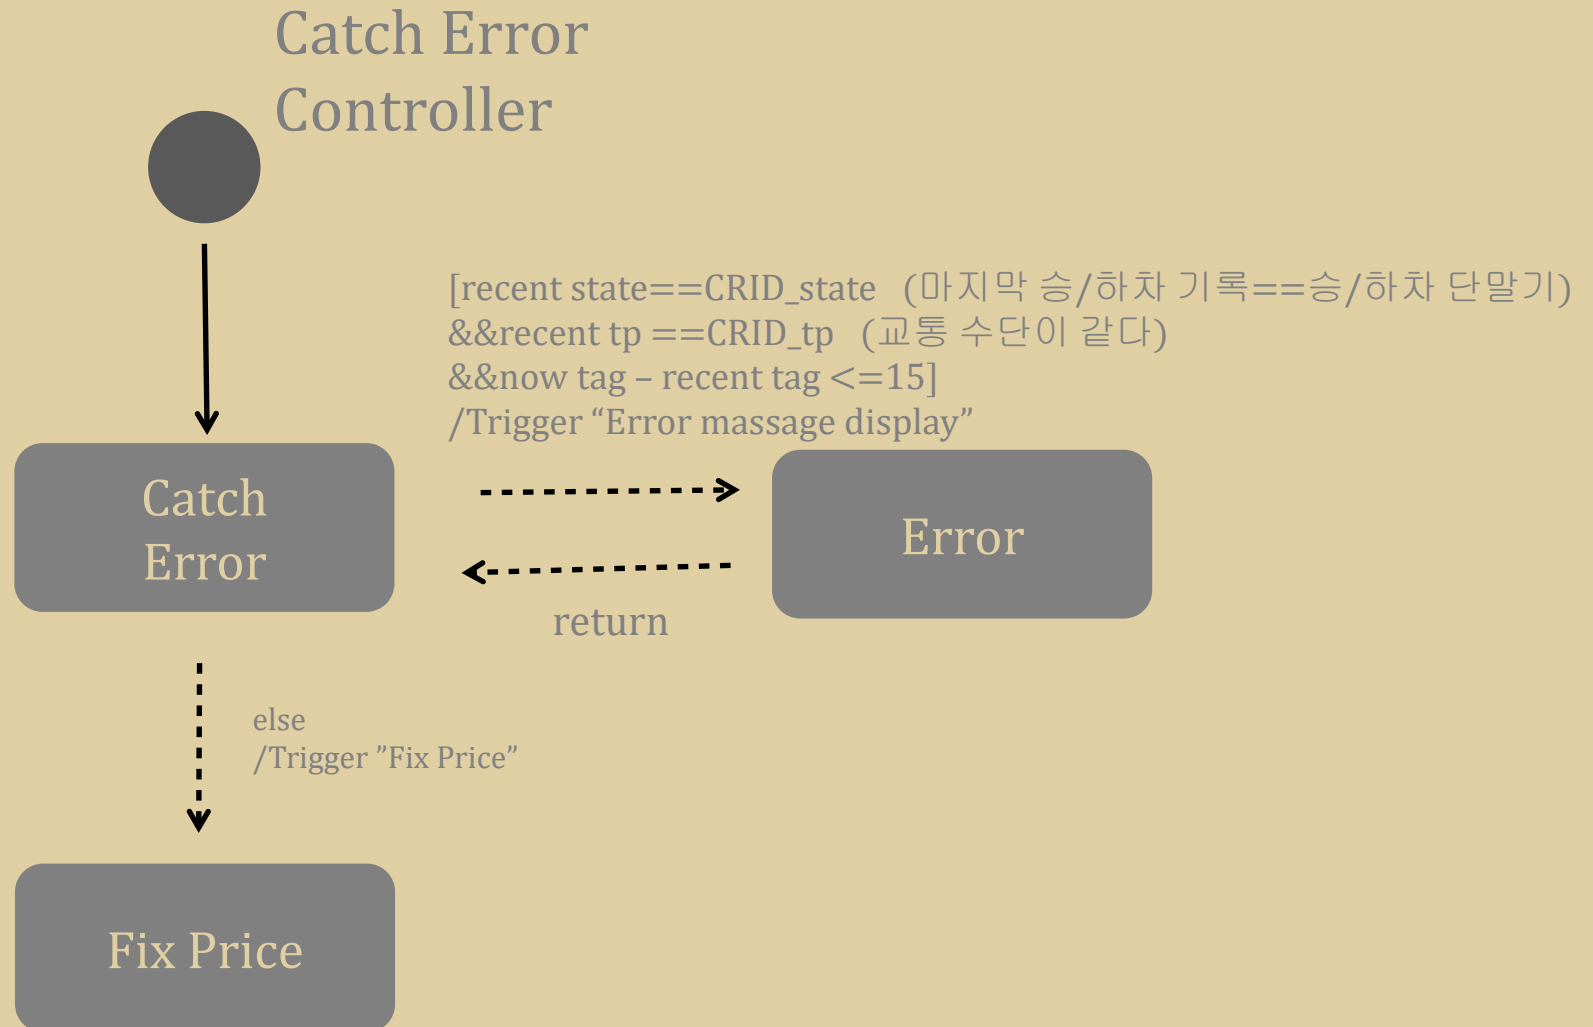 Catch Error
Controller
[recent state==CRID_state (마지막 승/하차 기록==승/하차 단말기)
&&recent tp ==CRID_tp (교통 수단이 같다)
&&now tag – recent tag <=15]
/Trigger “Error massage display”
Catch
Error
Error
return
else
/Trigger ”Fix Price”
Fix Price